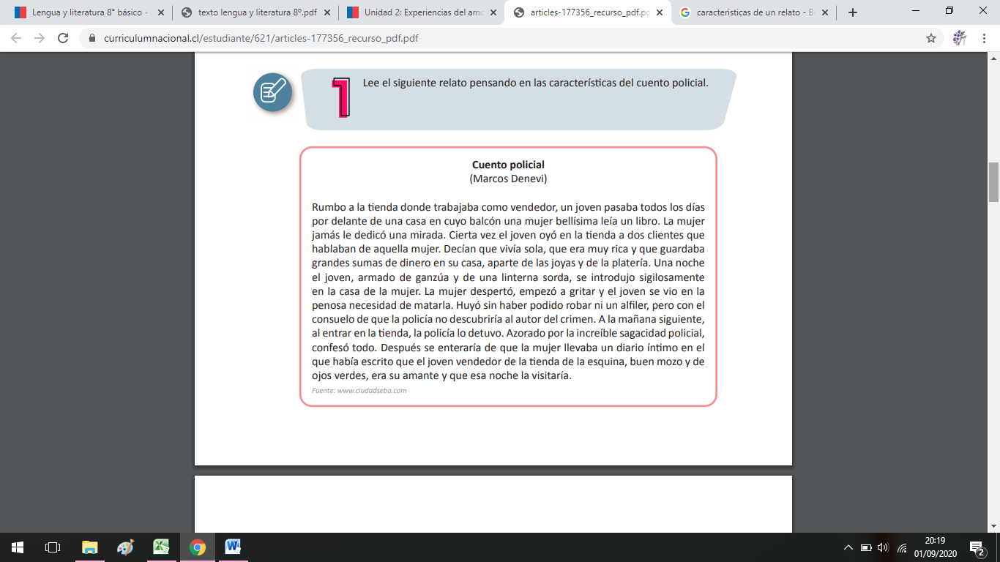 Lengua y literatura 8° básico -
texto lengua y literatura 8º.pdf
Unidad 2: Experiencias del amo
articles-177356_recurso_pdf.pd
caracteristicas de un relato - B
curriculumnacional.cl/estudiante/621/articles-177356_recurso_pdf.pdf
1
Lee el siguiente relato pensando en las características del cuento policial.
Cuento policial
(Marcos Denevi)
Rumbo a la tienda donde trabajaba como vendedor, un joven pasaba todos los días
por delante de una casa en cuyo balcón una mujer bellísima leía un libro. La mujer
jamás le dedicó una mirada. Cierta vez el joven oyó en la tienda a dos clientes que
hablaban de aquella mujer. Decían que vivía sola, que era muy rica y que guardaba
grandes sumas de dinero en su casa, aparte de las joyas y de la platería. Una noche
el joven, armado de ganzúa y de una linterna sorda, se introdujo sigilosamente
en la casa de la mujer. La mujer despertó, empezó a gritar y el joven se vio en la
penosa necesidad de matarla. Huyó sin haber podido robar ni un alfiler, pero con el
consuelo de que la policía no descubriría al autor del crimen. A la mañana siguiente,
al entrar en la tienda, la policía lo detuvo. Azorado por la increíble sagacidad policial,
confesó todo. Después se enteraría de que la mujer llevaba un diario íntimo en el
que había escrito que el joven vendedor de la tienda de la esquina, buen mozo y de
ojos verdes, era su amante y que esa noche la visitaría.
Fuente: www.ciudadseba.com
20:19
01/09/2020
2